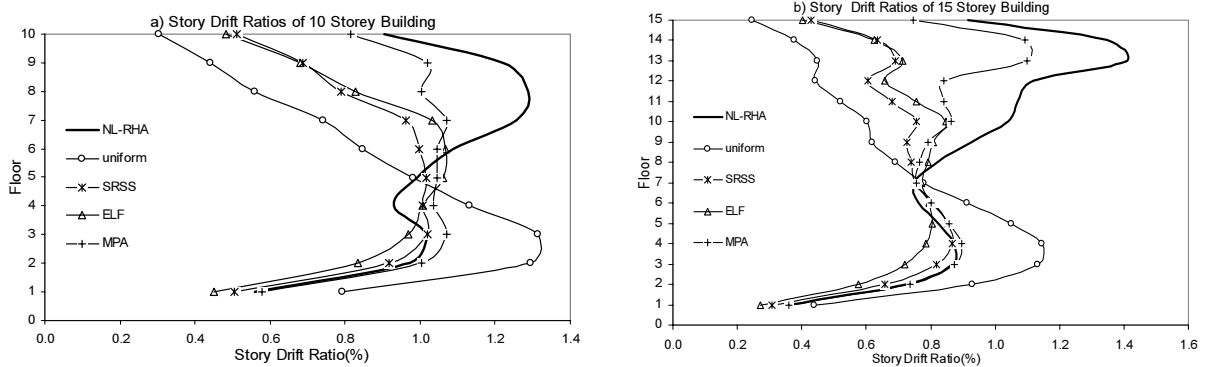 a) Story Drift Ratios of 10 Storey Building
10
9
8
7
6
5
4
3
2
1
0
Floor
NL-RHA
uniform
SRSS
ELF
MPA
0.0 0.2 0.4 0.6 0.8 1.0 1.2 1.4
Story Drift Ratio(%)
b) Story Drift Ratios of 15 Storey Building
15
14
13
12
11
10
9
8
7
6
5
4
3
2
1
0
Floor
NL-RHA
uniform
SRSS
ELF
MPA
0.0 0.2 0.4 0.6 0.8 1.0 1.2 1.4 1.6
Story Drift Ratio(%)